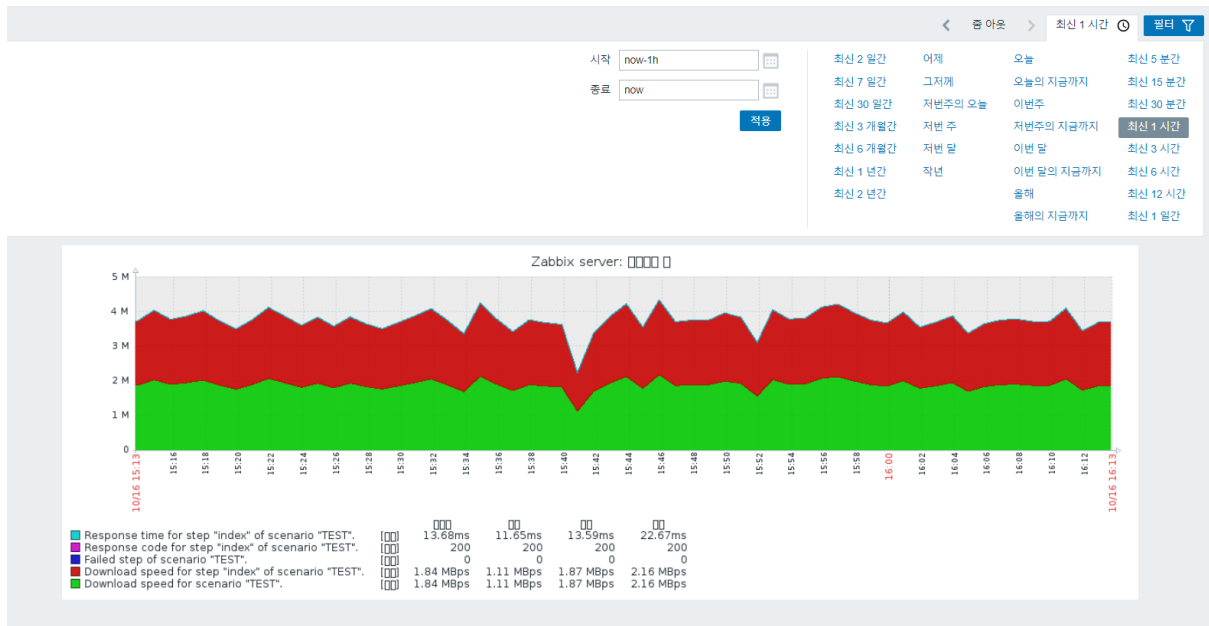 줌 아웃 최신 1 시간 필터
시작 now-1h
종료 now
적용
최신 2 일간 어제 오늘 최신 5 분간
최신 7 일간 그저께 오늘의 지금까지 최신 15 분간
최신 30 일간 저번주의 오늘 이번주 최신 30 분간
최신 3 개월간 저번 주 저번주의 지금까지 최신 1 시간
최신 6 개월간 저번 달 이번 달 최신 3 시간
최신 1 년간 작년 이번 달의 지금까지 최신 6 시간
최신 2 년간 올해 최신 12 시간
올해의 지금까지 최신 1 일간
Zabbix server:
5 M
4 M
3 M
2 M
1 M
0
10/16 15:13 15:16 15:18 15:20 15:22 15:24 15:26 15:28 15:30 15:32 15:34 15:36 15:38 15:40 15:42 15:44 15:46 15:48 15:50 15:52 15:54 15:56 15:58 16:00 16:02 16:04 16:06 16:08 16:10 16:12 10/16 16:13
Response time for step "index" of scenario "TEST". 13.68ms 11.65ms 13.59ms 22.67ms
Response code for step "index" of scenario "TEST". 200 200 200 200
Failed step of scenario "TEST". 0 0 0 0
Download speed for step "index" of scenario "TEST". 1.84 MBps 1.11 MBps 1.87 MBps 2.16 MBps
Download speed for scenario "TEST". 1.84 MBps 1.11 MBps 1.87 MBps 2.16 MBps